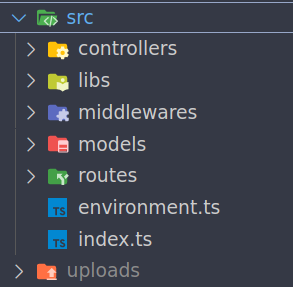 src
controllers
libs
middlewares
models
routes
TS environment.ts
TS index.ts
uploads